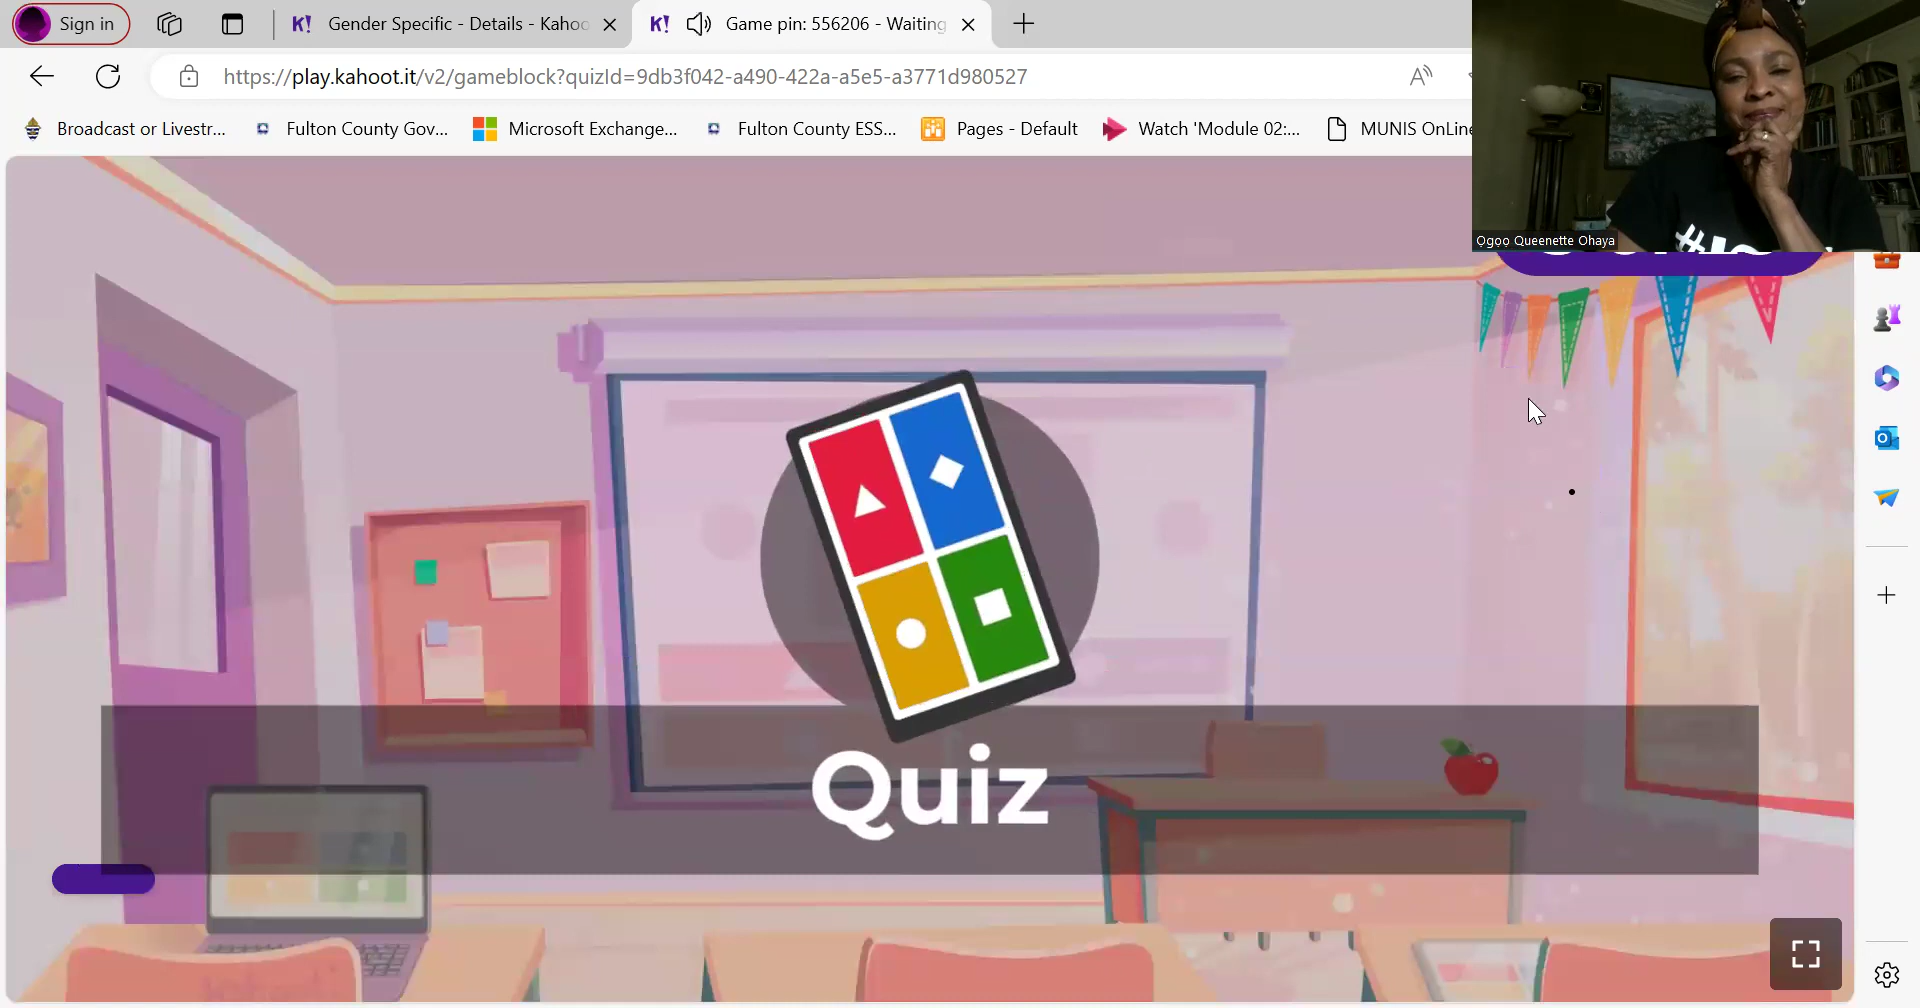 Sign in
K! Gender Specific - Details - Kahoo
K! Game pin: 556206 - Waiting
https://play.kahoot.it/v2/gameblock?quizId=9db3f042-a490-422a-a5e5-a3771d980527
Broadcast or Livestr...
Fulton County Gov...
Microsoft Exchange...
Fulton County ESS...
Pages - Default
Watch 'Module 02:...
MUNIS OnLine
Ogoo Queenette Ohaya
Quiz